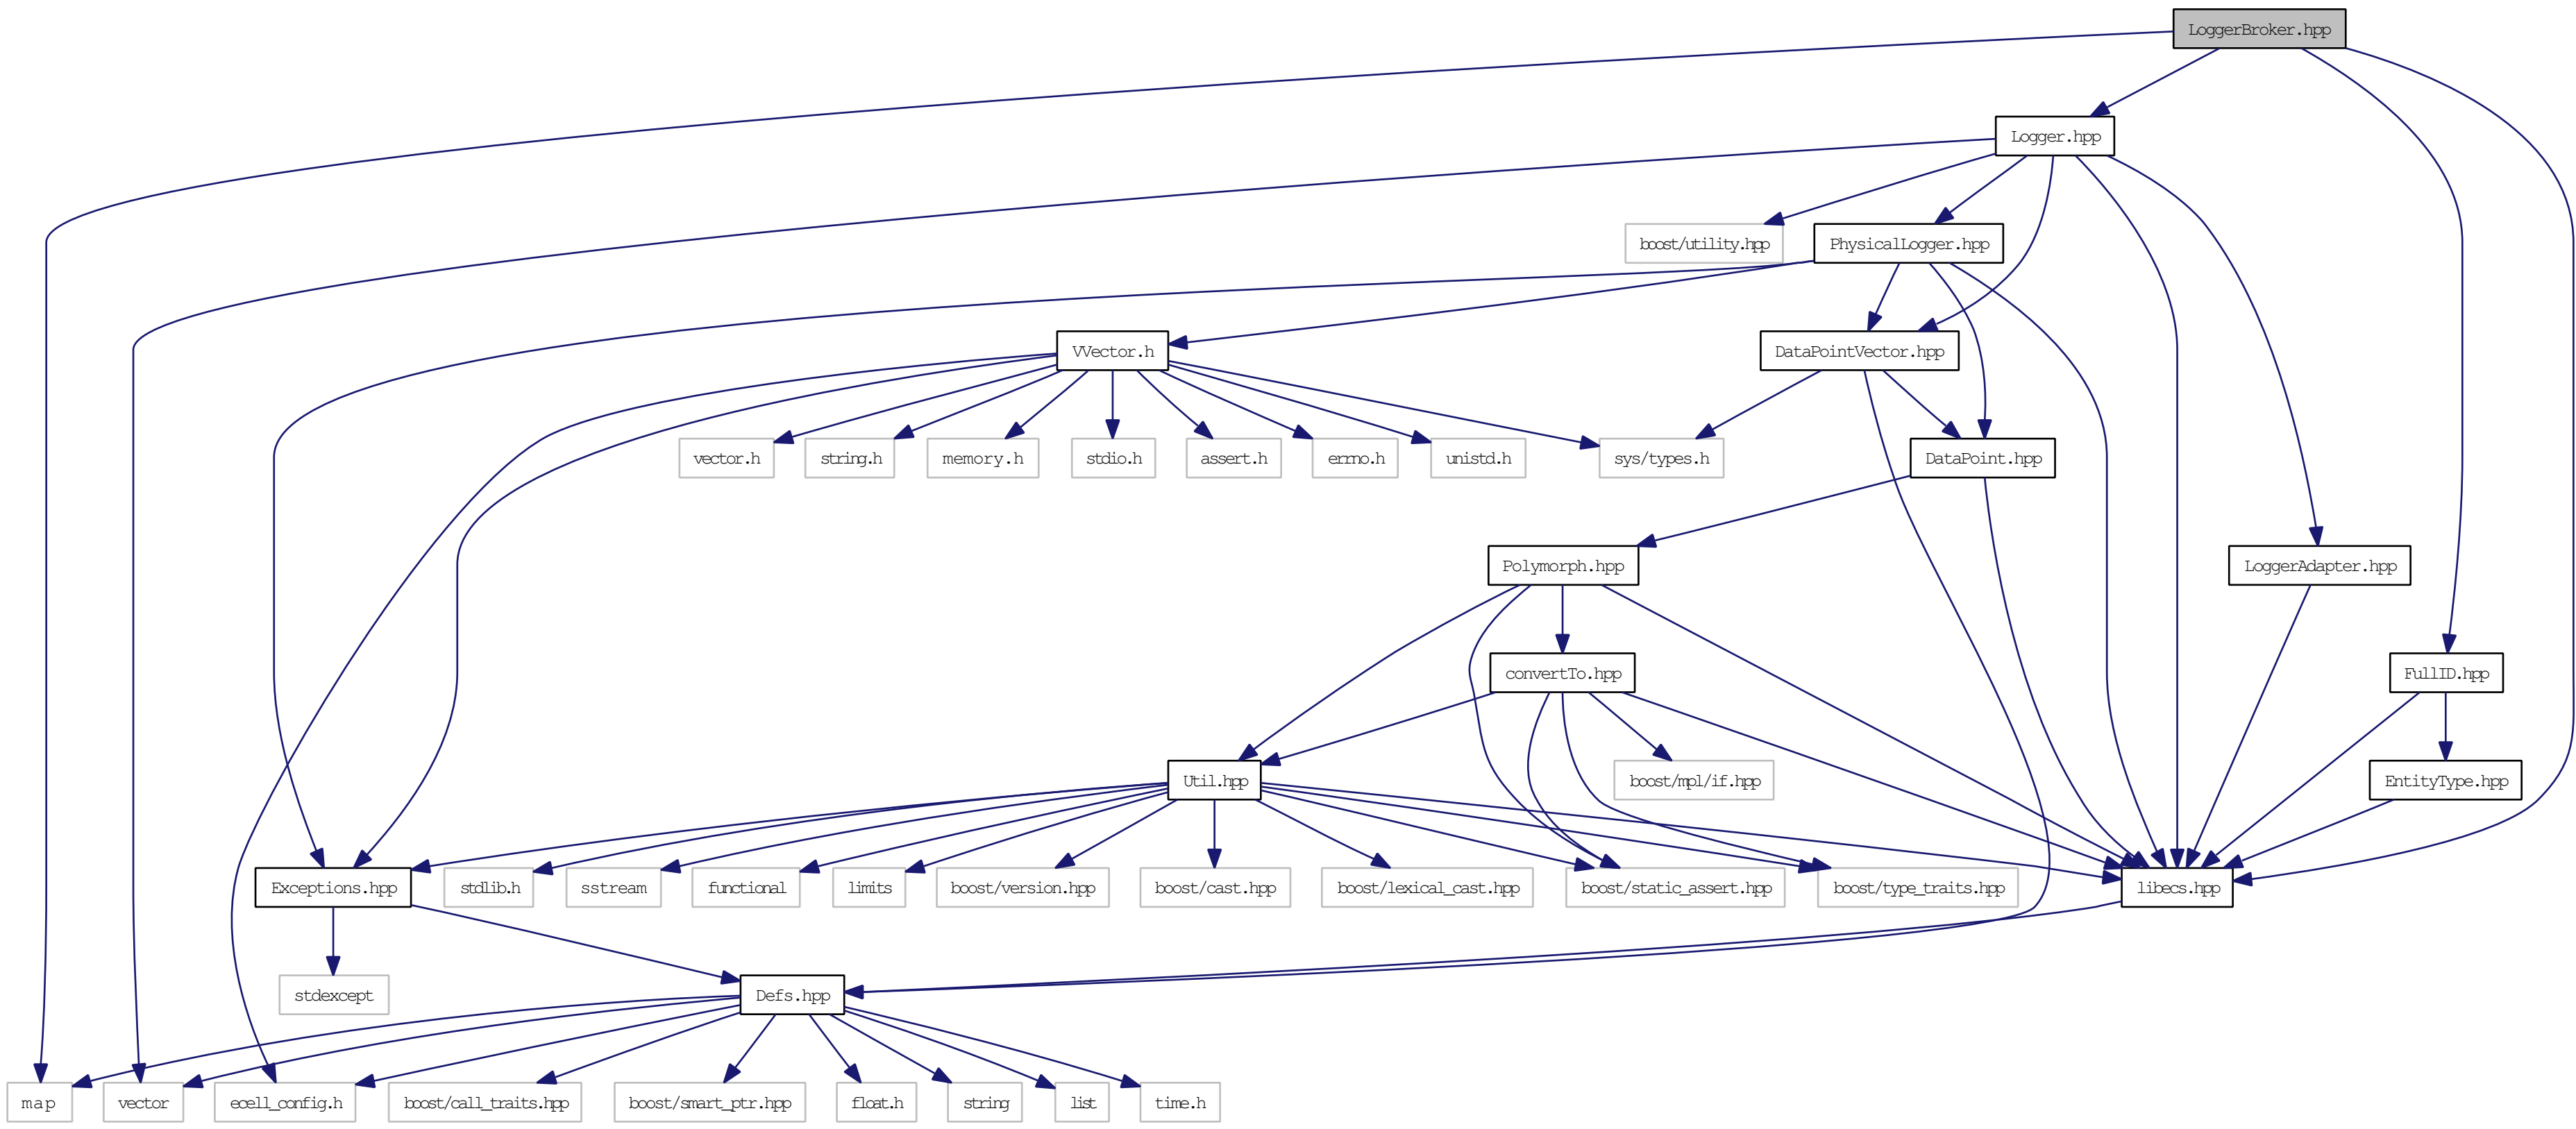 LoggerBroker.hpp
Logger.hpp
boost/utility.hpp
PhysicalLogger.hpp
VVector.h
DataPointVector.hpp
vector.h
string.h
memory.h
stdio.h
assert.h
errno.h
unistd.h
sys/types.h
DataPoint.hpp
Polymorph.hpp
LoggerAdapter.hpp
convertTo.hpp
FullID.hpp
Util.hpp
boost/mpl/if.hpp
EntityType.hpp
Exceptions.hpp
stdlib.h
sstream
functional
limits
boost/version.hpp
boost/cast.hpp
boost/lexical_cast.hpp
boost/static_assert.hpp
boost/type_traits.hpp
libecs.hpp
stdexcept
Defs.hpp
map
vector
ecell_config.h
boost/call_traits.hpp
boost/smart_ptr.hpp
float.h
string
list
time.h